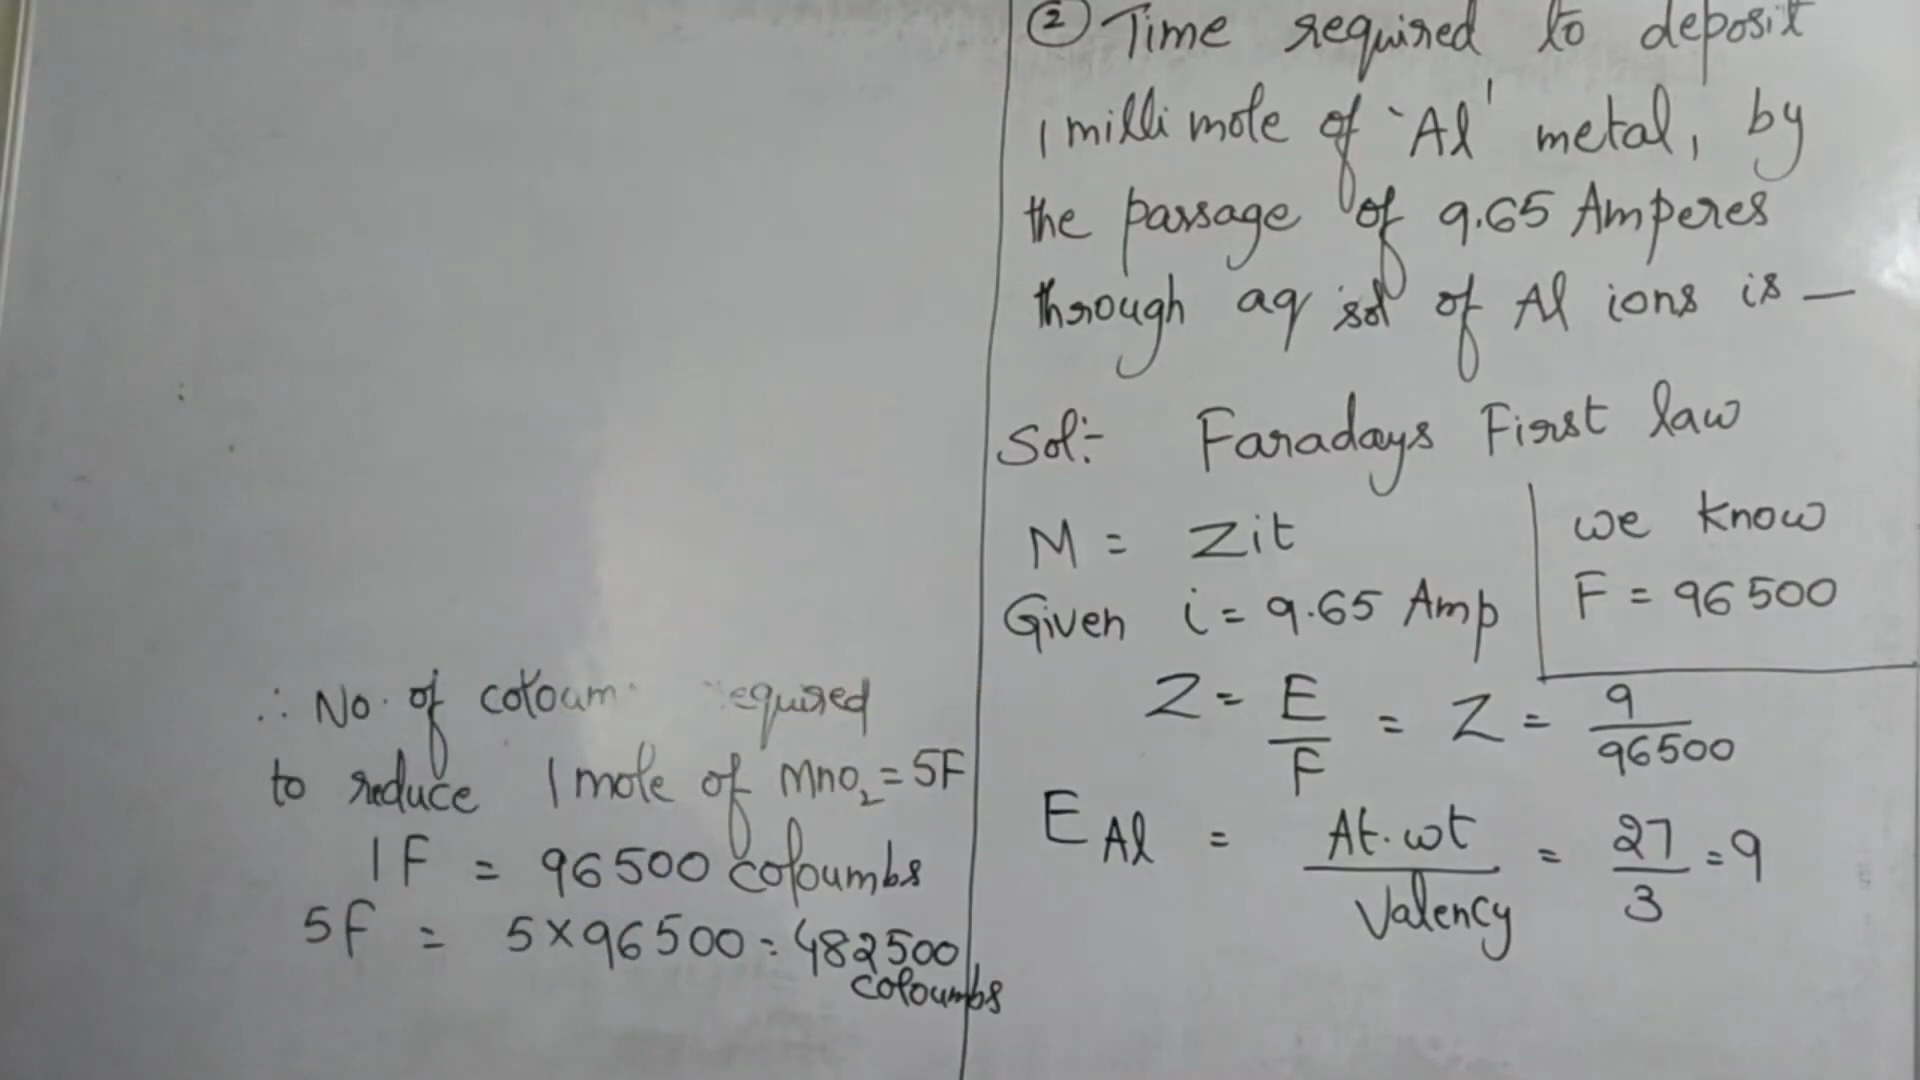 ∴ No. of coloum equired
to reduce 1 mole of MnO₂ = 5F
1F = 96500 coloumbs
5F = 5×96500 = 482500
coloumbs
② Time required to deposit
1 milli mole of 'Al' metal, by
the passage of 9.65 Amperes
through aq sol of Al ions is —
Sol:- Faradays First law
M = Zit
we know
Given i = 9.65 Amp
F = 96500
Z = E/F = Z = 9/96500
E Al = At.wt/Valency = 27/3 = 9